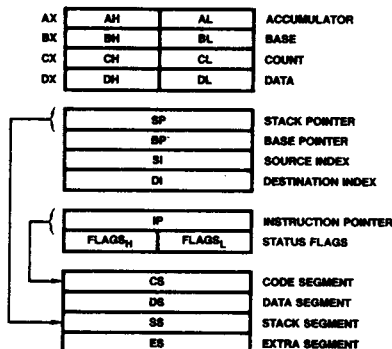 AX AH AL ACCUMULATOR
BX BH BL BASE
CX CH CL COUNT
DX DH DL DATA
SP STACK POINTER
BP BASE POINTER
SI SOURCE INDEX
DI DESTINATION INDEX
IP INSTRUCTION POINTER
FLAGSH FLAGSL STATUS FLAGS
CS CODE SEGMENT
DS DATA SEGMENT
SS STACK SEGMENT
ES EXTRA SEGMENT